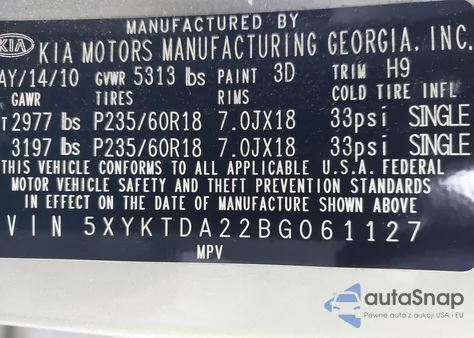 MANUFACTURED BY
KIA KIA MOTORS MANUFACTURING GEORGIA, INC.
AY/14/10 GVWR 5313 lbs PAINT 3D TRIM H9
GAWR TIRES RIMS COLD TIRE INFL
T 2977 lbs P235/60R18 7.0JX18 33psi SINGLE
3197 lbs P235/60R18 7.0JX18 33psi SINGLE
THIS VEHICLE CONFORMS TO ALL APPLICABLE U.S.A. FEDERAL
MOTOR VEHICLE SAFETY AND THEFT PREVENTION STANDARDS
IN EFFECT ON THE DATE OF MANUFACTURE SHOWN ABOVE
VIN 5XYKTDA22BG061127
MPV
autaSnap
Pewne auta z aukcji USA i EU